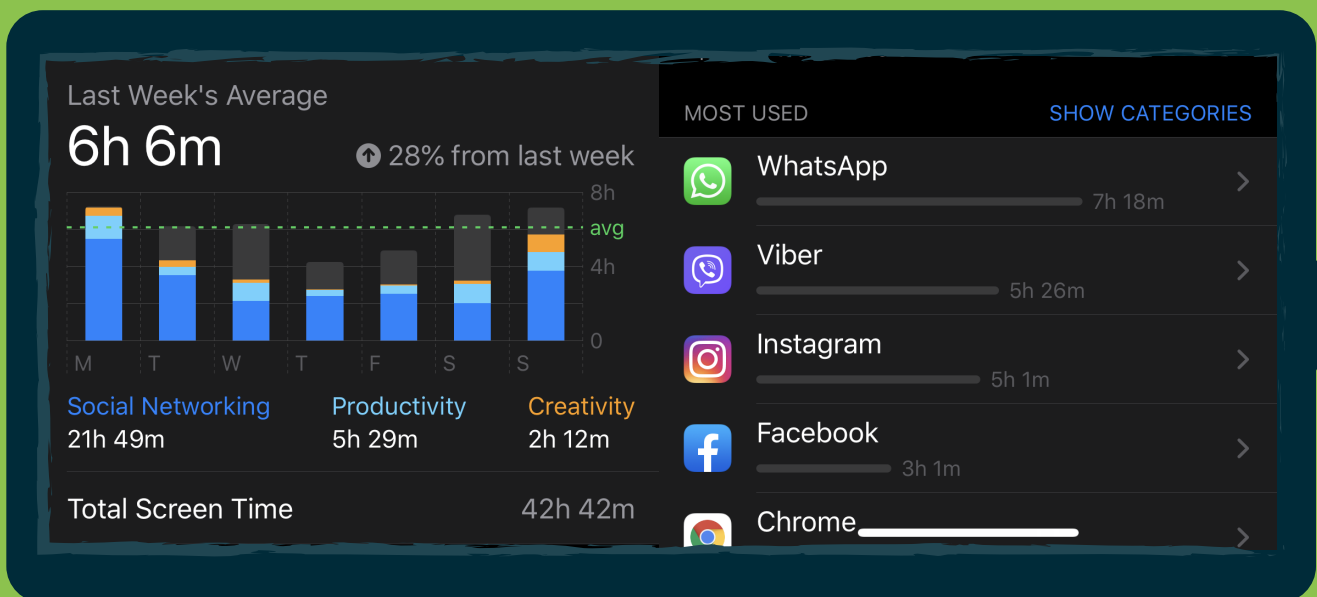 Last Week's Average
6h 6m
28% from last week
8h
avg
4h
0
M T W T F S S
Social Networking Productivity Creativity
21h 49m 5h 29m 2h 12m
Total Screen Time 42h 42m
MOST USED SHOW CATEGORIES
WhatsApp
7h 18m
Viber
5h 26m
Instagram
5h 1m
Facebook
3h 1m
Chrome